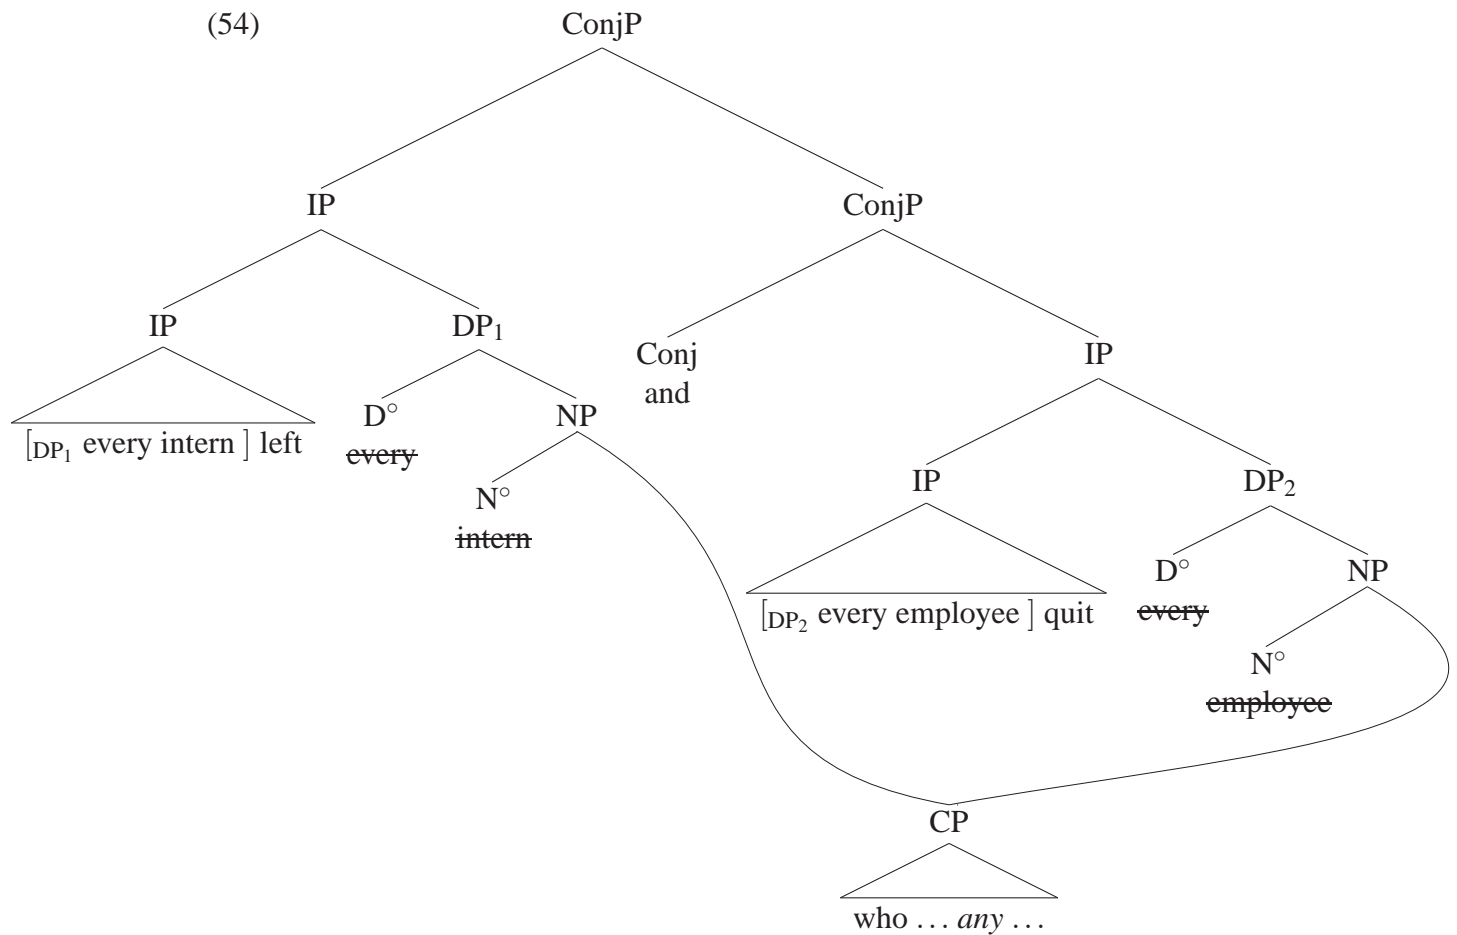 (54) ConjP
IP ConjP
IP DP1 Conj IP
and
D° NP
[DP1 every intern ] left every
IP DP2
N°
intern
D° NP
[DP2 every employee ] quit every
N°
employee
CP
who … any …